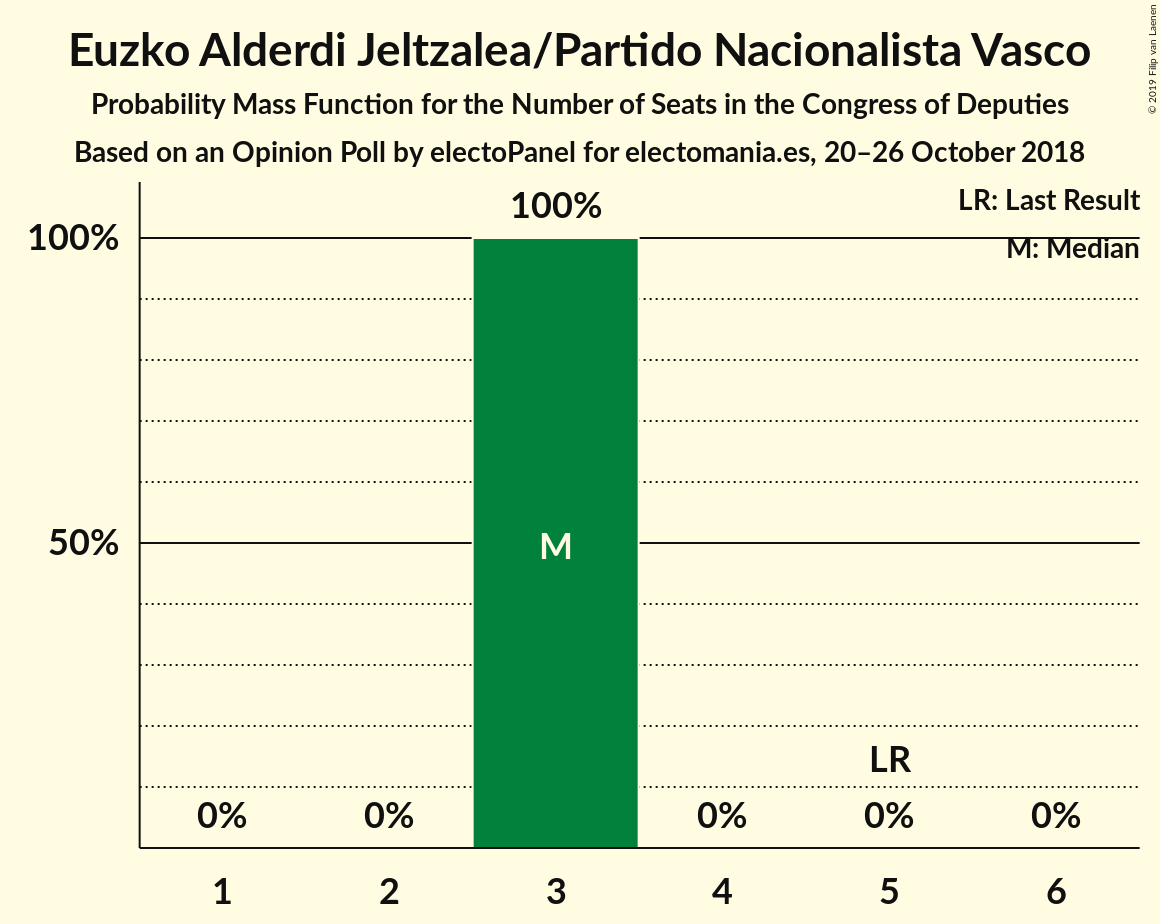 Euzko Alderdi Jeltzalea/Partido Nacionalista Vasco
Probability Mass Function for the Number of Seats in the Congress of Deputies
Based on an Opinion Poll by electoPanel for electomania.es, 20–26 October 2018
© 2019 Filip van Laenen
LR: Last Result
M: Median
100%
100%
50%
M
LR
0%
0%
0%
0%
0%
1
2
3
4
5
6